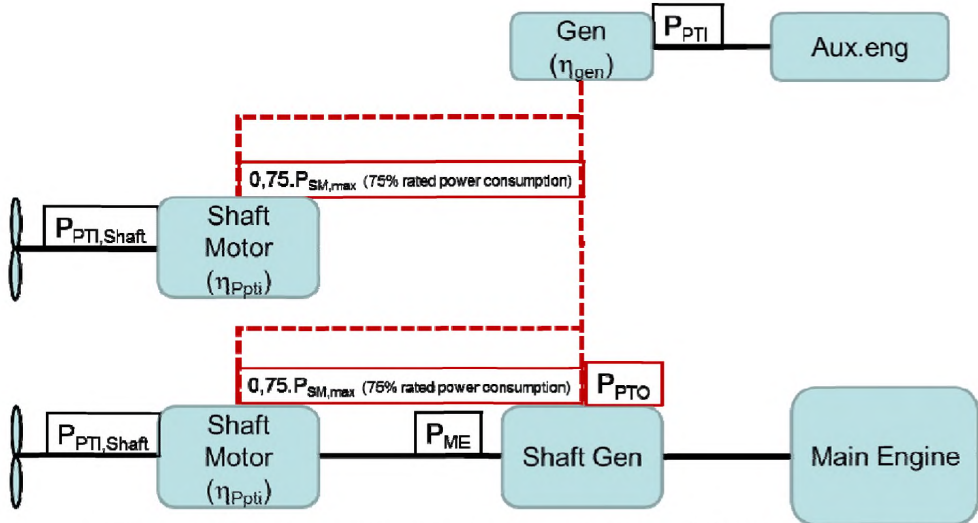 Gen
(ηgen)
PPTI
Aux.eng
0,75.PSM,max (75% rated power consumption)
PPTI,Shaft
Shaft
Motor
(ηPpti)
0,75.PSM,max (75% rated power consumption)
PPTO
PPTI,Shaft
Shaft
Motor
(ηPpti)
PME
Shaft Gen
Main Engine